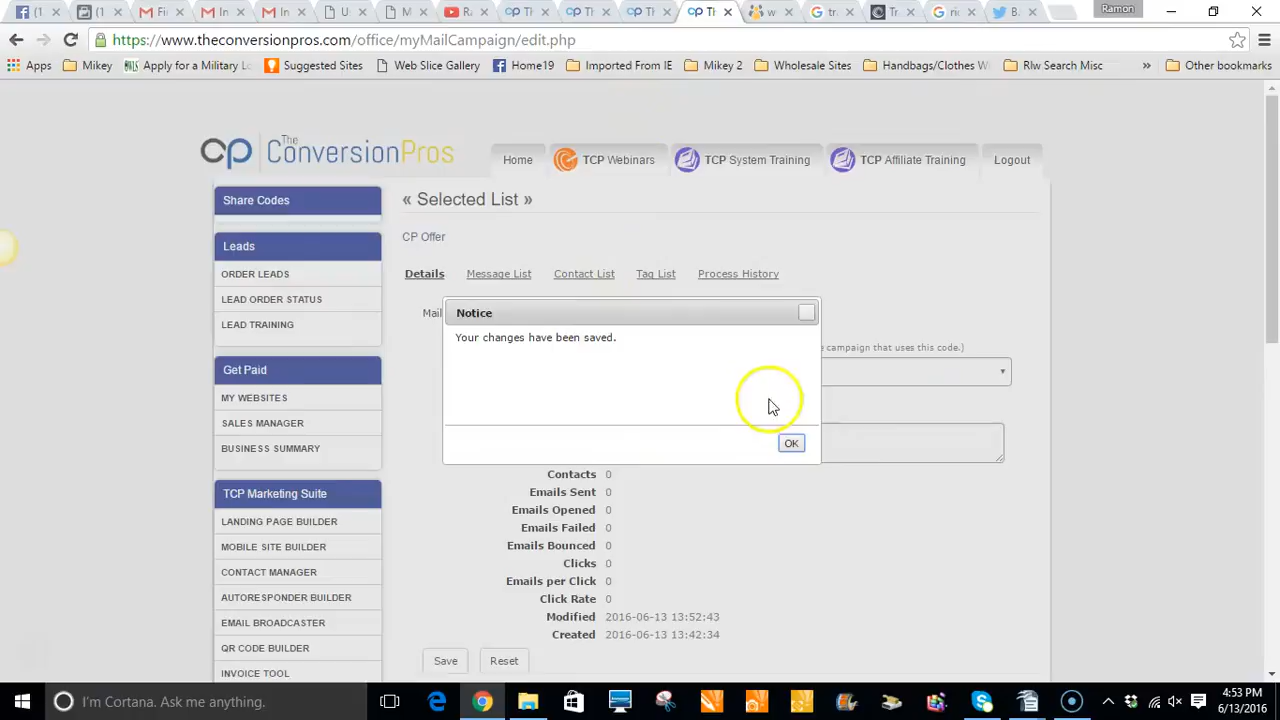 Ramon
https://www.theconversionpros.com/office/myMailCampaign/edit.php
Apps Mikey Apply for a Military Suggested Sites Web Slice Gallery Home19 Imported From IE Mikey 2 Wholesale Sites Handbags/Clothes Rlw Search Misc » Other bookmarks
cp The ConversionPros
Home TCP Webinars TCP System Training TCP Affiliate Training Logout
Share Codes
« Selected List »
CP Offer
Leads
ORDER LEADS
LEAD ORDER STATUS
LEAD TRAINING
Details Message List Contact List Tag List Process History
Mail
Notice
Your changes have been saved.
campaign that uses this code.)
OK
Get Paid
MY WEBSITES
SALES MANAGER
BUSINESS SUMMARY
Contacts 0
Emails Sent 0
Emails Opened 0
Emails Failed 0
Emails Bounced 0
Clicks 0
Emails per Click 0
Click Rate 0
Modified 2016-06-13 13:52:43
Created 2016-06-13 13:42:34
Save Reset
TCP Marketing Suite
LANDING PAGE BUILDER
MOBILE SITE BUILDER
CONTACT MANAGER
AUTORESPONDER BUILDER
EMAIL BROADCASTER
QR CODE BUILDER
INVOICE TOOL
I'm Cortana. Ask me anything.
4:53 PM
6/13/2016